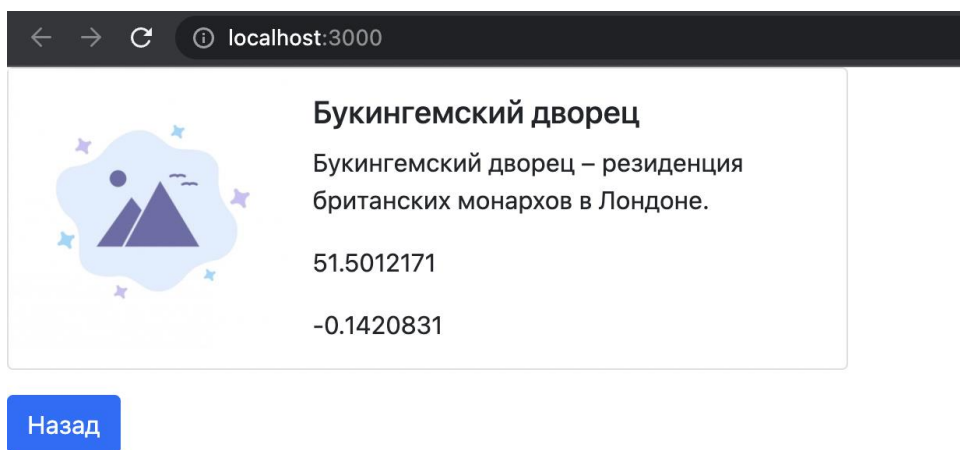 localhost:3000
Букингемский дворец
Букингемский дворец – резиденция
британских монархов в Лондоне.
51.5012171
-0.1420831
Назад